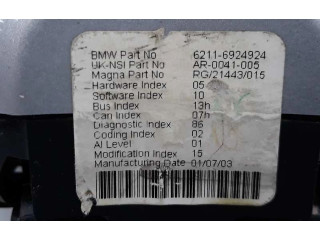 BMW Part No 6211-6924924
UK-NSI Part No AR-0041-005
Magna Part No RG/21443/015
Hardware Index 05
Software Index 10
Bus Index 13h
Can Index 07h
Diagnostic Index 86
Coding Index 02
AI Level 01
Modification Index 15
Manufacturing Date 01/07/03